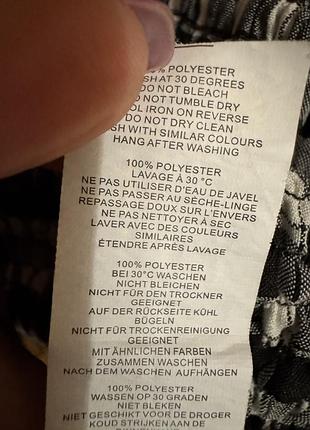 % POLYESTER
SH AT 30 DEGREES
DO NOT BLEACH
DO NOT TUMBLE DRY
OL IRON ON REVERSE
DO NOT DRY CLEAN
SH WITH SIMILAR COLOURS
HANG AFTER WASHING
100% POLYESTER
LAVAGE À 30 °C
NE PAS UTILISER D'EAU DE JAVEL
NE PAS PASSER AU SÈCHE-LINGE
REPASSAGE DOUX SUR L'ENVERS
NE PAS NETTOYER À SEC
LAVER AVEC DES COULEURS
SIMILAIRES
ÉTENDRE APRÈS LAVAGE
100% POLYESTER
BEI 30°C WASCHEN
NICHT BLEICHEN
NICHT FÜR DEN TROCKNER
GEEIGNET
AUF DER RÜCKSEITE KÜHL
BÜGELN
NICHT FÜR TROCKENREINIGUNG
GEEIGNET
MIT ÄHNLICHEN FARBEN
ZUSAMMEN WASCHEN
NACH DEM WASCHEN AUFHÄNGEN
100% POLYESTER
WASSEN OP 30 GRADEN
NIET BLEKEN
NIET GESCHIKT VOOR DE DROGER
KOUD STRIJKEN AAN DE